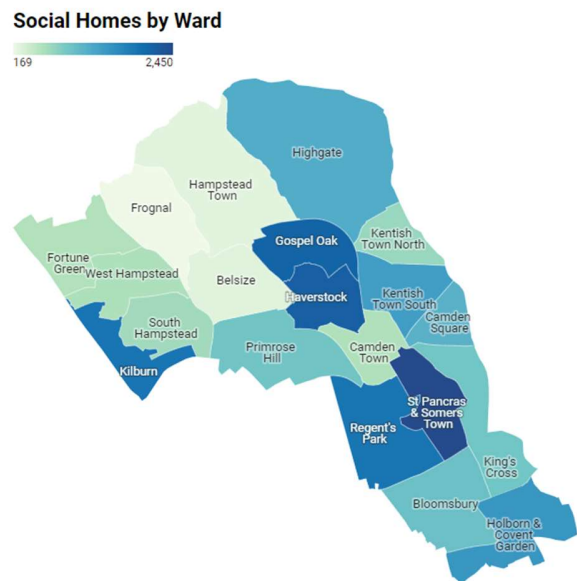 Social Homes by Ward
169
2,450
Highgate
Hampstead
Town
Frognal
Kentish
Town North
Gospel Oak
Fortune
Green
West Hampstead
Belsize
Haverstock
Kentish
Town South
Camden
Square
South
Hampstead
Primrose
Hill
Camden
Town
Kilburn
St Pancras
& Somers
Town
Regent's
Park
King's
Cross
Bloomsbury
Holborn &
Covent
Garden